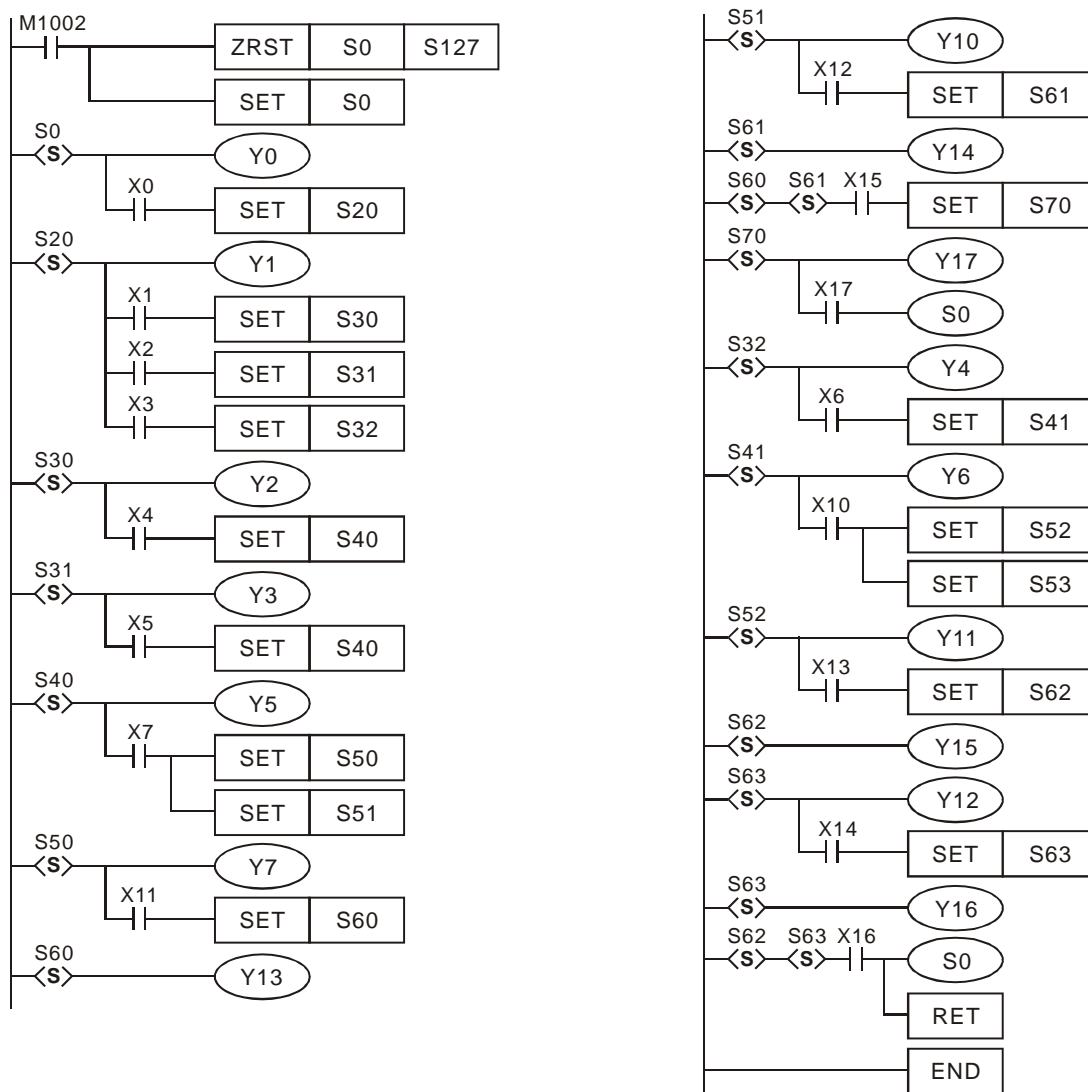 M1002
ZRST S0 S127
SET S0
S0
S Y0
X0
SET S20
S20
S Y1
X1
SET S30
X2
SET S31
X3
SET S32
S30
S Y2
X4
SET S40
S31
S Y3
X5
SET S40
S40
S Y5
X7
SET S50
SET S51
S50
S Y7
X11
SET S60
S60
S Y13
S51
S Y10
X12
SET S61
S61
S Y14
S60 S61 X15
S S SET S70
S70
S Y17
X17
S0
S32
S Y4
X6
SET S41
S41
S Y6
X10
SET S52
SET S53
S52
S Y11
X13
SET S62
S62
S Y15
S63
S Y12
X14
SET S63
S63
S Y16
S62 S63 X16
S S S0
RET
END